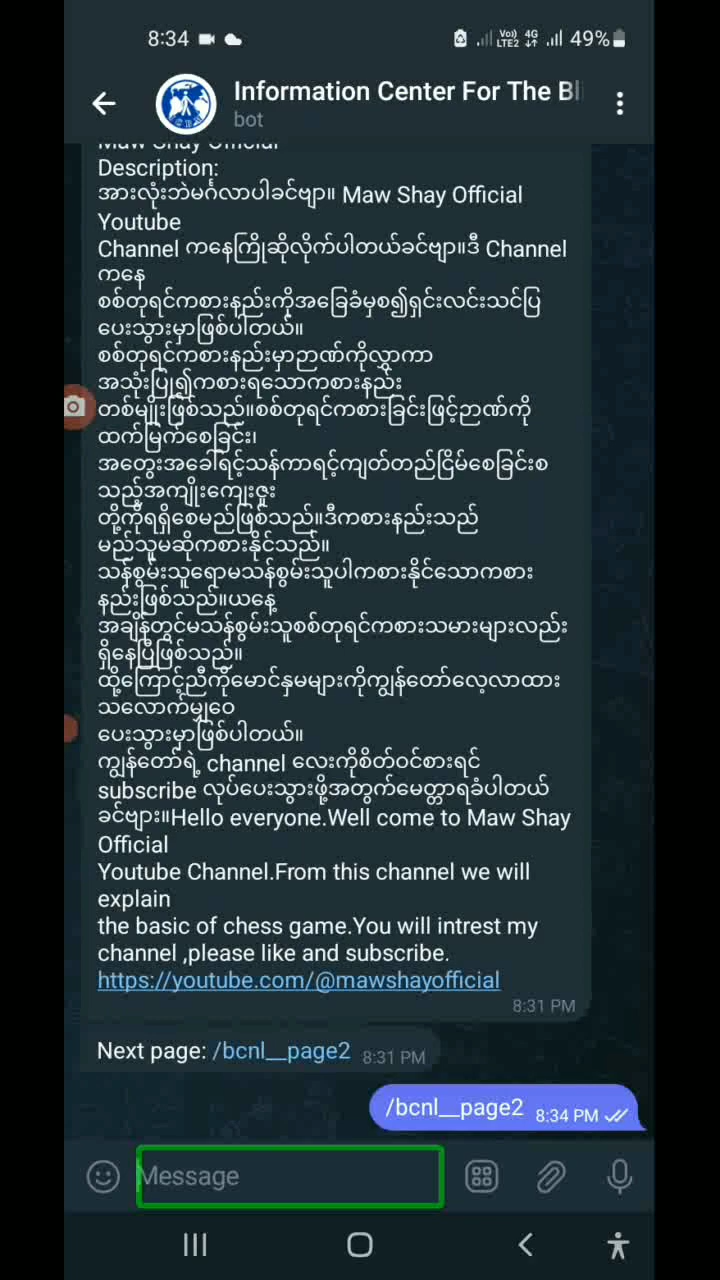 8:34
Vo)) LTE2 4G 49%
Information Center For The Bli
bot
Maw Shay Official
Description:
အားလုံးဘဲမင်္ဂလာပါခင်ဗျာ။ Maw Shay Official
Youtube
Channel ကနေကြိုဆိုလိုက်ပါတယ်ခင်ဗျာ။ဒီ Channel
ကနေ
စစ်တုရင်ကစားနည်းကိုအခြေခံမှစ၍ရှင်းလင်းသင်ပြ
ပေးသွားမှာဖြစ်ပါတယ်။
စစ်တုရင်ကစားနည်းမှာဉာဏ်ကိုလွှာကာ
အသုံးပြု၍ကစားရသောကစားနည်း
တစ်မျိုးဖြစ်သည်။စစ်တုရင်ကစားခြင်းဖြင့်ဉာဏ်ကို
ထက်မြက်စေခြင်း၊
အတွေးအခေါ်ရင့်သန်ကာရင့်ကျတ်တည်ငြိမ်စေခြင်းစ
သည့်အကျိုးကျေးဇူး
တို့ကိုရရှိစေမည်ဖြစ်သည်။ဒီကစားနည်းသည်
မည်သူမဆိုကစားနိုင်သည်။
သန်စွမ်းသူရောမသန်စွမ်းသူပါကစားနိုင်သောကစား
နည်းဖြစ်သည်။ယနေ့
အချိန်တွင်မသန်စွမ်းသူစစ်တုရင်ကစားသမားများလည်း
ရှိနေပြီဖြစ်သည်။
ထို့ကြောင့်ညီကိုမောင်နှမများကိုကျွန်တော်လေ့လာထား
သလောက်မျှဝေ
ပေးသွားမှာဖြစ်ပါတယ်။
ကျွန်တော်ရဲ့ channel လေးကိုစိတ်ဝင်စားရင်
subscribe လုပ်ပေးသွားဖို့အတွက်မေတ္တာရခံပါတယ်
ခင်ဗျား။Hello everyone.Well come to Maw Shay
Official
Youtube Channel.From this channel we will
explain
the basic of chess game.You will intrest my
channel ,please like and subscribe.
https://youtube.com/@mawshayofficial
8:31 PM
Next page: /bcnl__page2 8:31 PM
/bcnl__page2 8:34 PM
Message